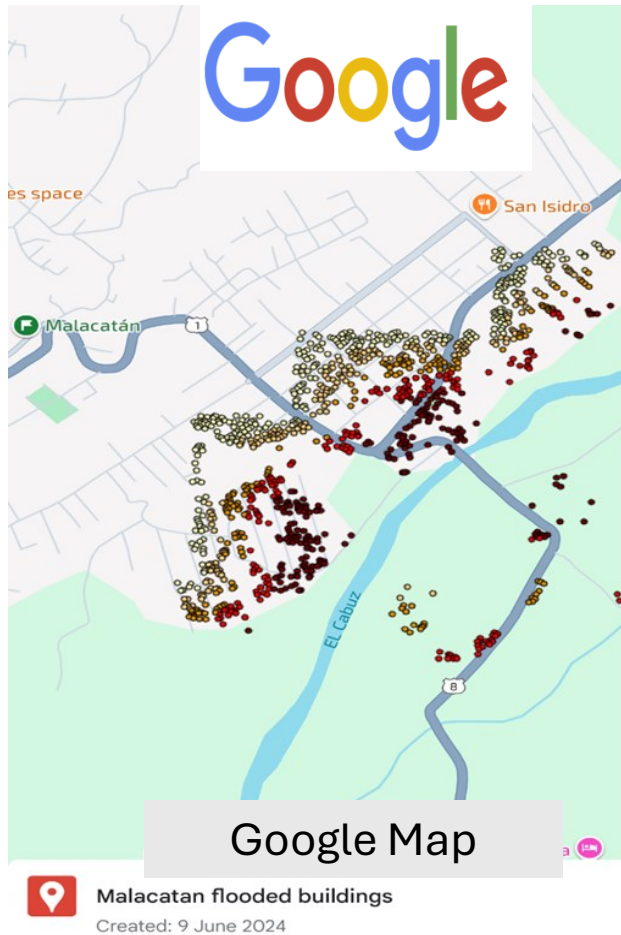 Google
es space
San Isidro
Malacatán
1
EL Cabuz
8
Google Map
a
Malacatan flooded buildings
Created: 9 June 2024